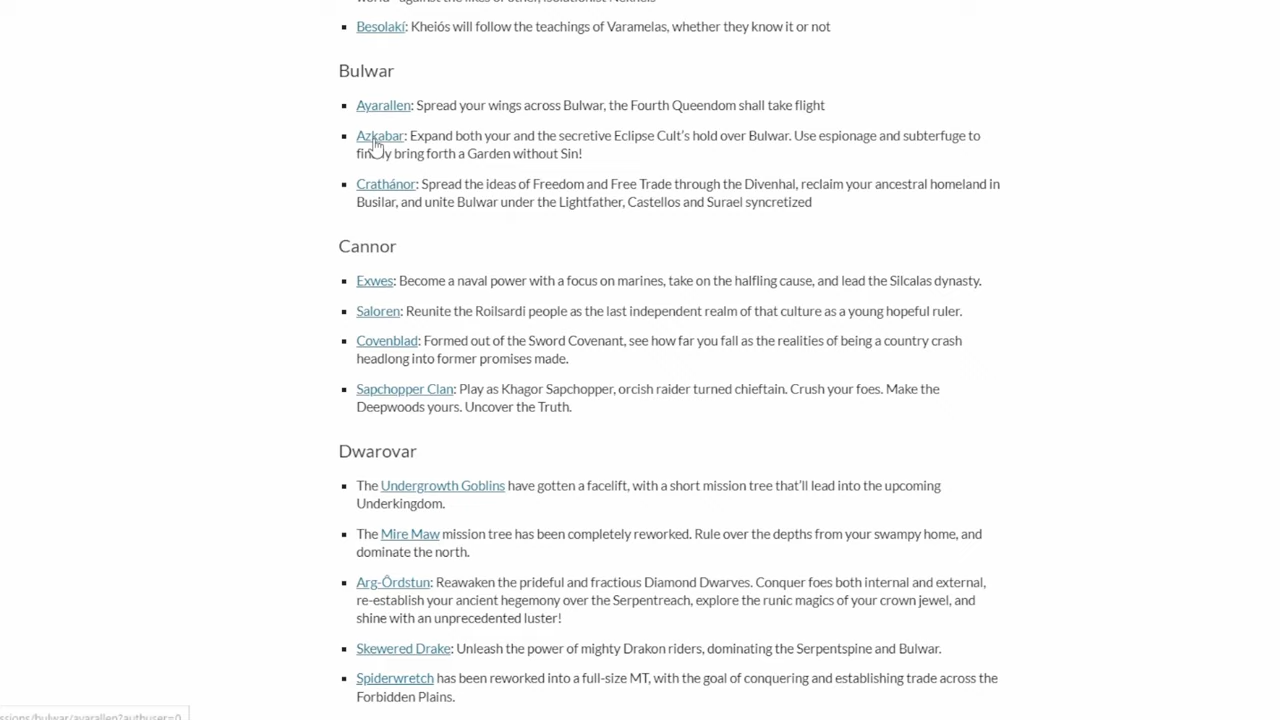 Besolakí: Kheiós will follow the teachings of Varamelas, whether they know it or not
Bulwar
Ayarallen: Spread your wings across Bulwar, the Fourth Queendom shall take flight
Azkabar: Expand both your and the secretive Eclipse Cult's hold over Bulwar. Use espionage and subterfuge to
finally bring forth a Garden without Sin!
Crathánor: Spread the ideas of Freedom and Free Trade through the Divenhal, reclaim your ancestral homeland in
Busilar, and unite Bulwar under the Lightfather, Castellos and Surael syncretized
Cannor
Exwes: Become a naval power with a focus on marines, take on the halfling cause, and lead the Silcalas dynasty.
Saloren: Reunite the Roilsardi people as the last independent realm of that culture as a young hopeful ruler.
Covenblad: Formed out of the Sword Covenant, see how far you fall as the realities of being a country crash
headlong into former promises made.
Sapchopper Clan: Play as Khagor Sapchopper, orcish raider turned chieftain. Crush your foes. Make the
Deepwoods yours. Uncover the Truth.
Dwarovar
The Undergrowth Goblins have gotten a facelift, with a short mission tree that'll lead into the upcoming
Underkingdom.
The Mire Maw mission tree has been completely reworked. Rule over the depths from your swampy home, and
dominate the north.
Arg-Ôrdstun: Reawaken the prideful and fractious Diamond Dwarves. Conquer foes both internal and external,
re-establish your ancient hegemony over the Serpentreach, explore the runic magics of your crown jewel, and
shine with an unprecedented luster!
Skewered Drake: Unleash the power of mighty Drakon riders, dominating the Serpentspine and Bulwar.
Spiderwretch has been reworked into a full-size MT, with the goal of conquering and establishing trade across the
Forbidden Plains.
ssions/bulwar/ayarallen?authuser=0